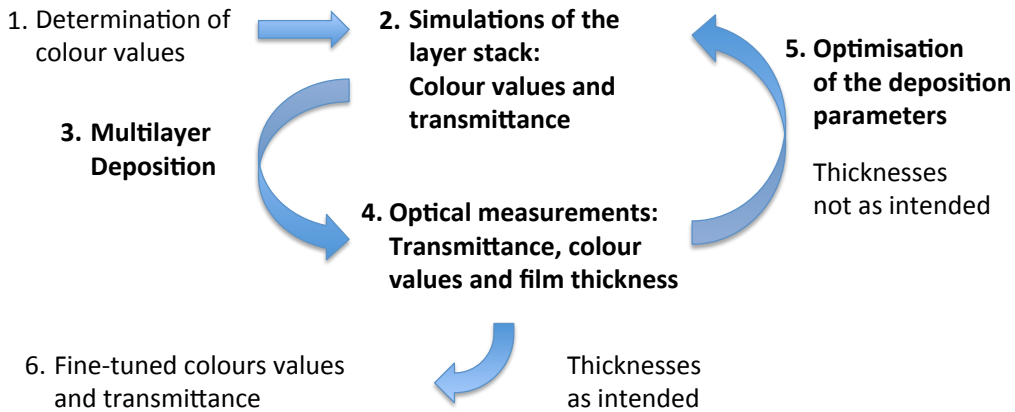 1. Determination of
colour values
2. Simulations of the
layer stack:
Colour values and
transmittance
3. Multilayer
Deposition
4. Optical measurements:
Transmittance, colour
values and film thickness
5. Optimisation
of the deposition
parameters
Thicknesses
not as intended
6. Fine-tuned colours values
and transmittance
Thicknesses
as intended